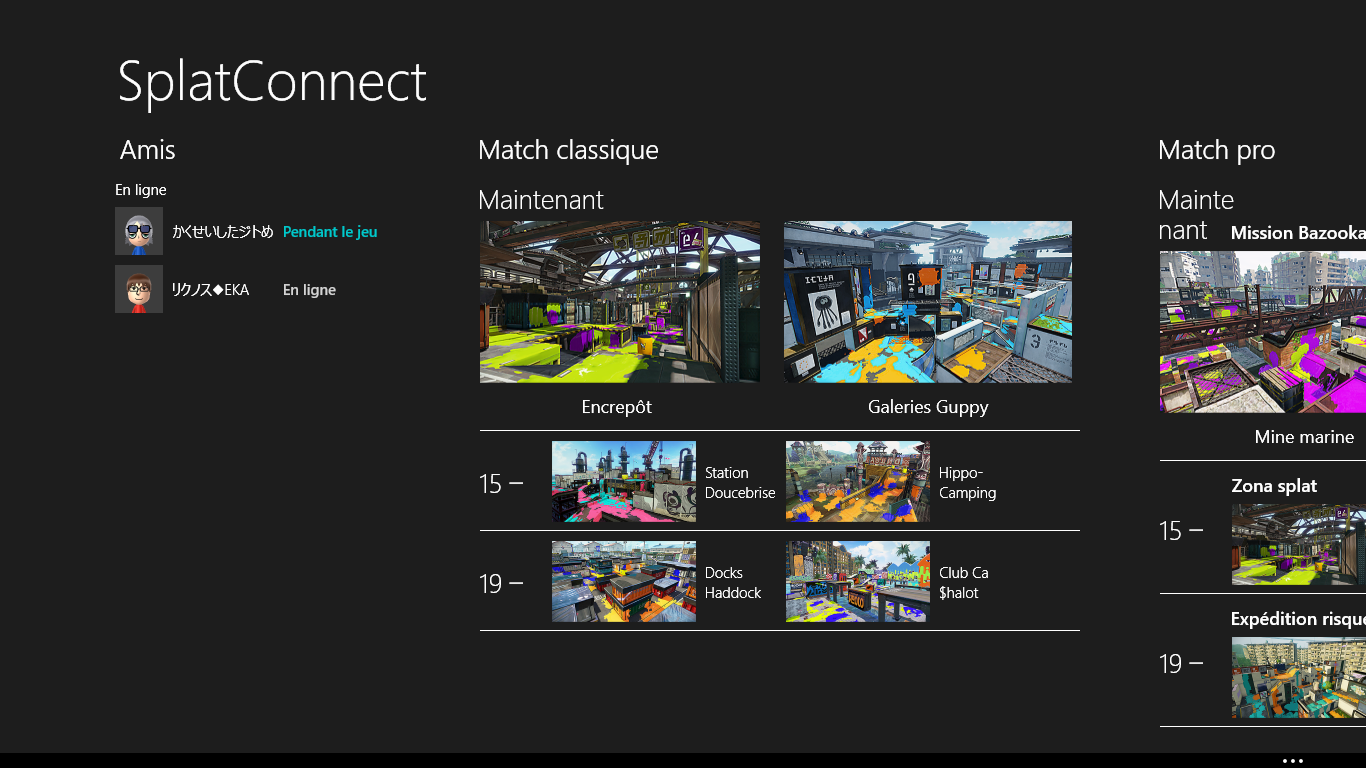 SplatConnect
Amis
En ligne
かくせいしたジトめ Pendant le jeu
リクノス◆EKA En ligne
Match classique
Maintenant
Encrepôt
Galeries Guppy
15 –
Station
Doucebrise
Hippo-
Camping
19 –
Docks
Haddock
Club Ca
$halot
Match pro
Mainte
nant
Mission Bazooka
Mine marine
Zona splat
15 –
Expédition risque
19 –